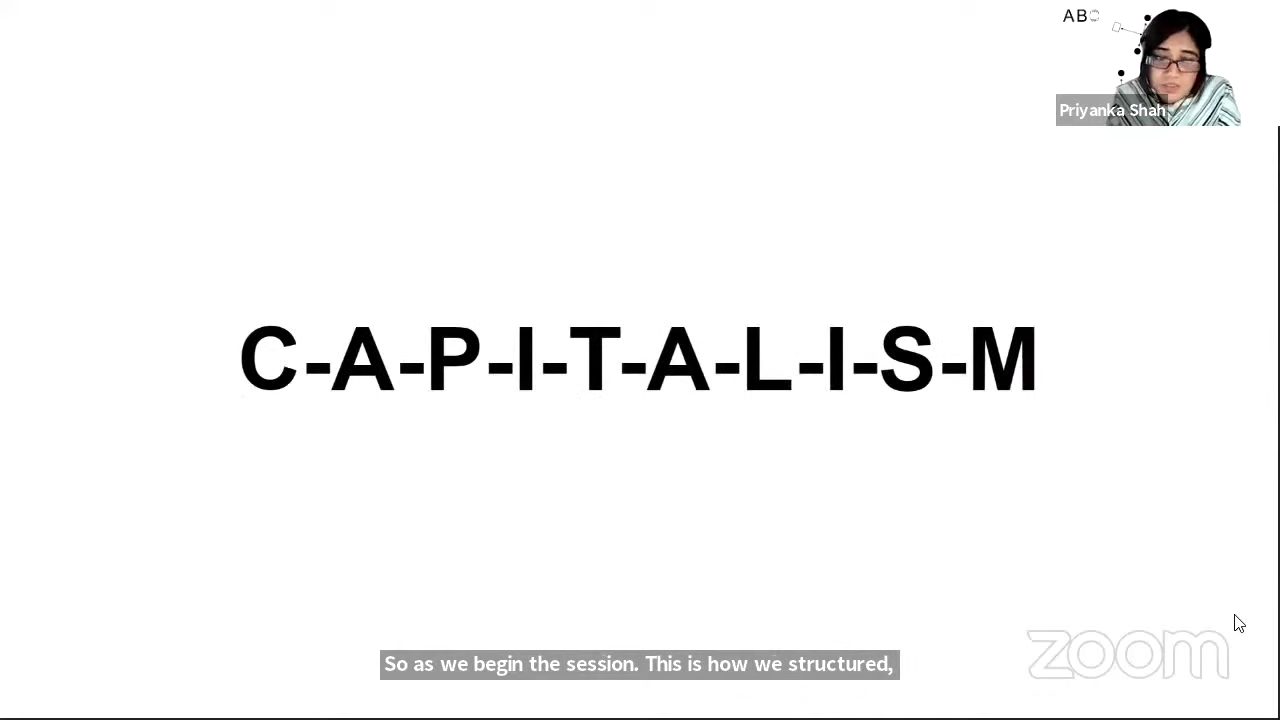 ABC
Priyanka Shah
C-A-P-I-T-A-L-I-S-M
So as we begin the session. This is how we structured,
zoom